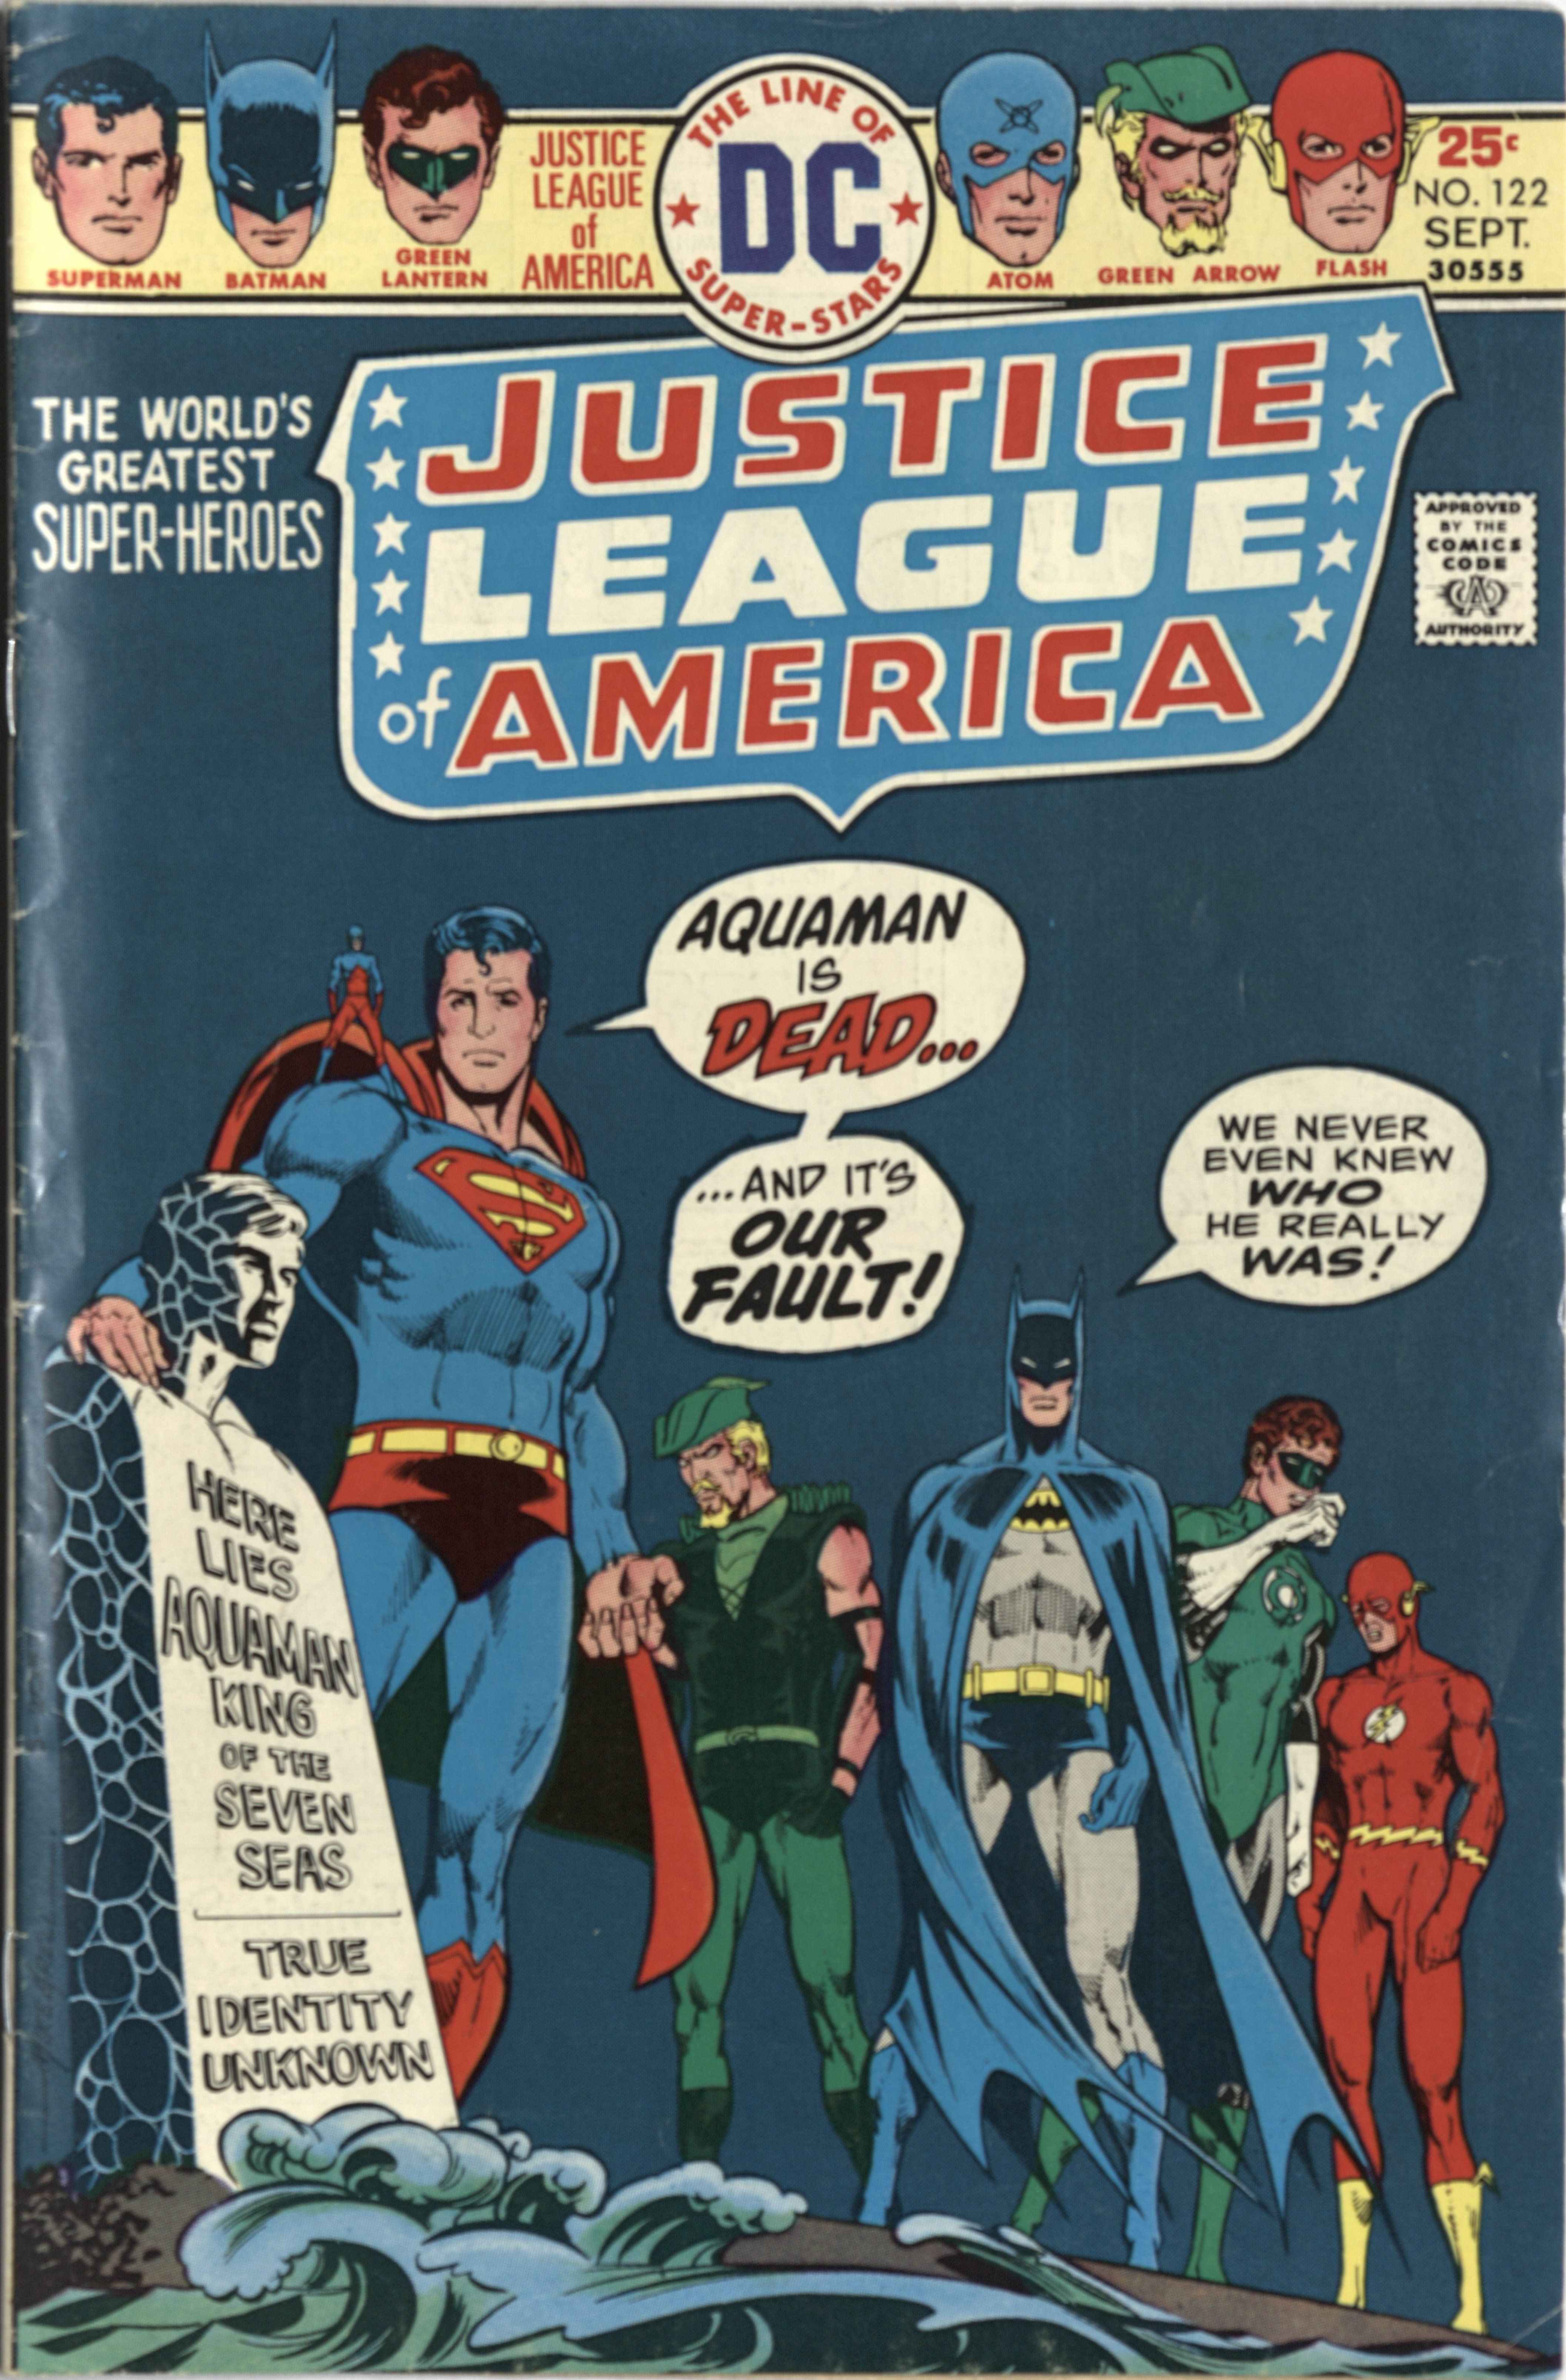 SUPERMAN
BATMAN
GREEN
LANTERN
JUSTICE
LEAGUE
of
AMERICA
THE LINE OF
DC
SUPER-STARS
ATOM
GREEN ARROW
FLASH
25¢
NO. 122
SEPT.
30555
THE WORLD'S
GREATEST
SUPER-HEROES
JUSTICE
LEAGUE
of AMERICA
APPROVED
BY THE
COMICS
CODE
CA
AUTHORITY
AQUAMAN
IS
DEAD...
...AND IT'S
OUR
FAULT!
WE NEVER
EVEN KNEW
WHO
HE REALLY
WAS!
HERE
LIES
AQUAMAN
KING
OF THE
SEVEN
SEAS
TRUE
IDENTITY
UNKNOWN